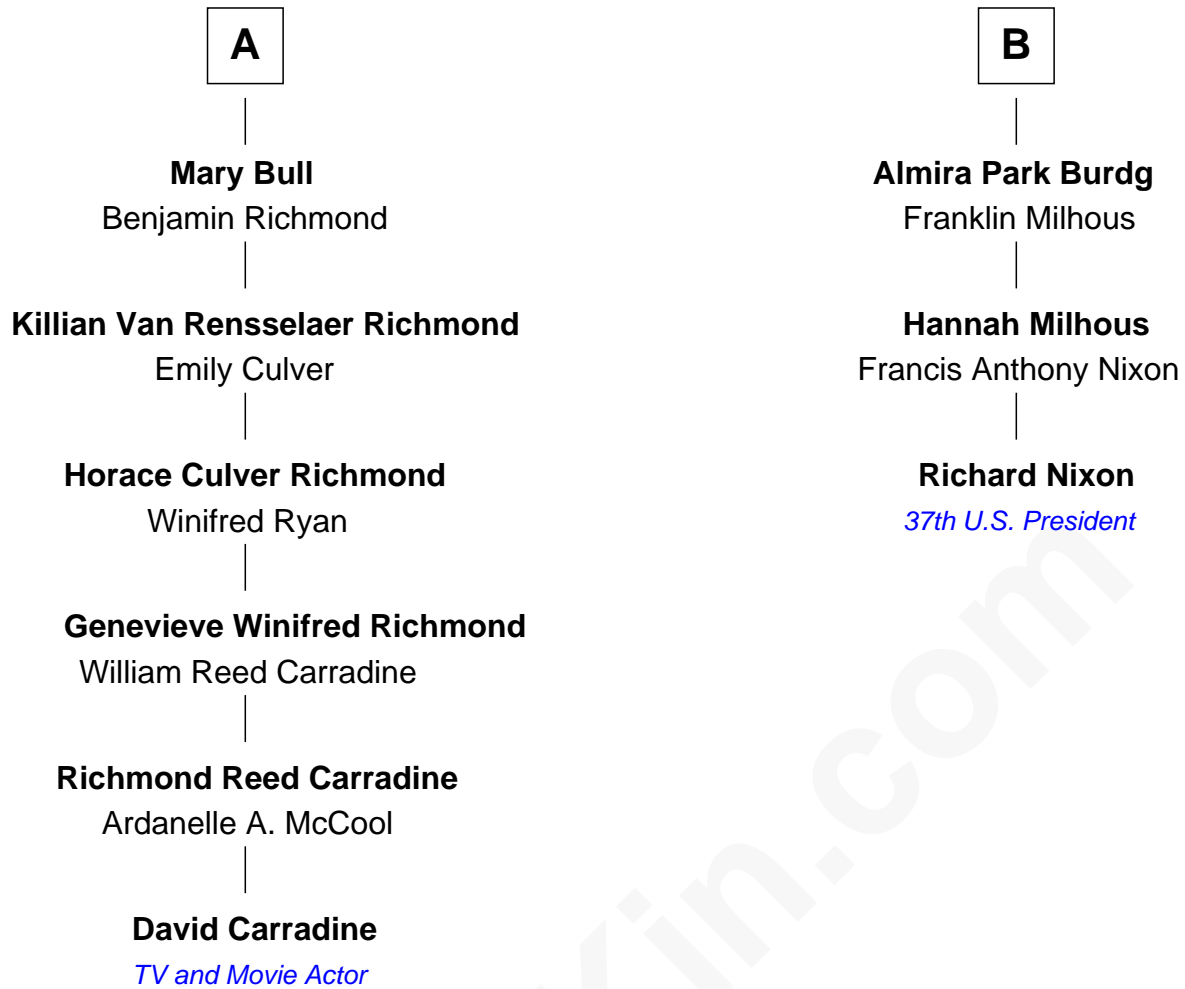 A
Mary Bull
Benjamin Richmond
Killian Van Rensselaer Richmond
Emily Culver
Horace Culver Richmond
Winifred Ryan
Genevieve Winifred Richmond
William Reed Carradine
Richmond Reed Carradine
Ardanelle A. McCool
David Carradine
TV and Movie Actor
B
Almira Park Burdg
Franklin Milhous
Hannah Milhous
Francis Anthony Nixon
Richard Nixon
37th U.S. President